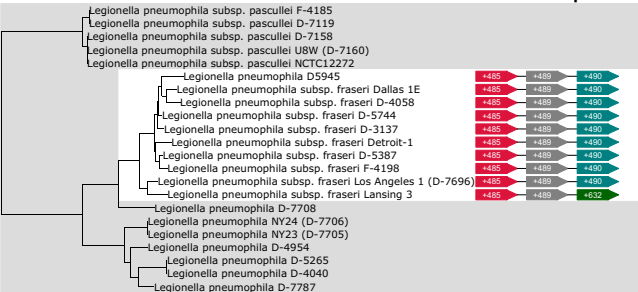 Legionella pneumophila subsp. pascullei F-4185
Legionella pneumophila subsp. pascullei D-7119
Legionella pneumophila subsp. pascullei D-7158
Legionella pneumophila subsp. pascullei U8W (D-7160)
Legionella pneumophila subsp. pascullei NCTC12272
Legionella pneumophila D5945 +485 +489 +490
Legionella pneumophila subsp. fraseri Dallas 1E +485 +489 +490
Legionella pneumophila subsp. fraseri D-4058 +485 +489 +490
Legionella pneumophila subsp. fraseri D-5744 +485 +489 +490
Legionella pneumophila subsp. fraseri D-3137 +485 +489 +490
Legionella pneumophila subsp. fraseri Detroit-1 +485 +489 +490
Legionella pneumophila subsp. fraseri D-5387 +485 +489 +490
Legionella pneumophila subsp. fraseri F-4198 +485 +489 +490
Legionella pneumophila subsp. fraseri Los Angeles 1 (D-7696) +485 +489 +490
Legionella pneumophila subsp. fraseri Lansing 3 +485 +489 +632
Legionella pneumophila D-7708
Legionella pneumophila NY24 (D-7706)
Legionella pneumophila NY23 (D-7705)
Legionella pneumophila D-4954
Legionella pneumophila D-5265
Legionella pneumophila D-4040
Legionella pneumophila D-7787